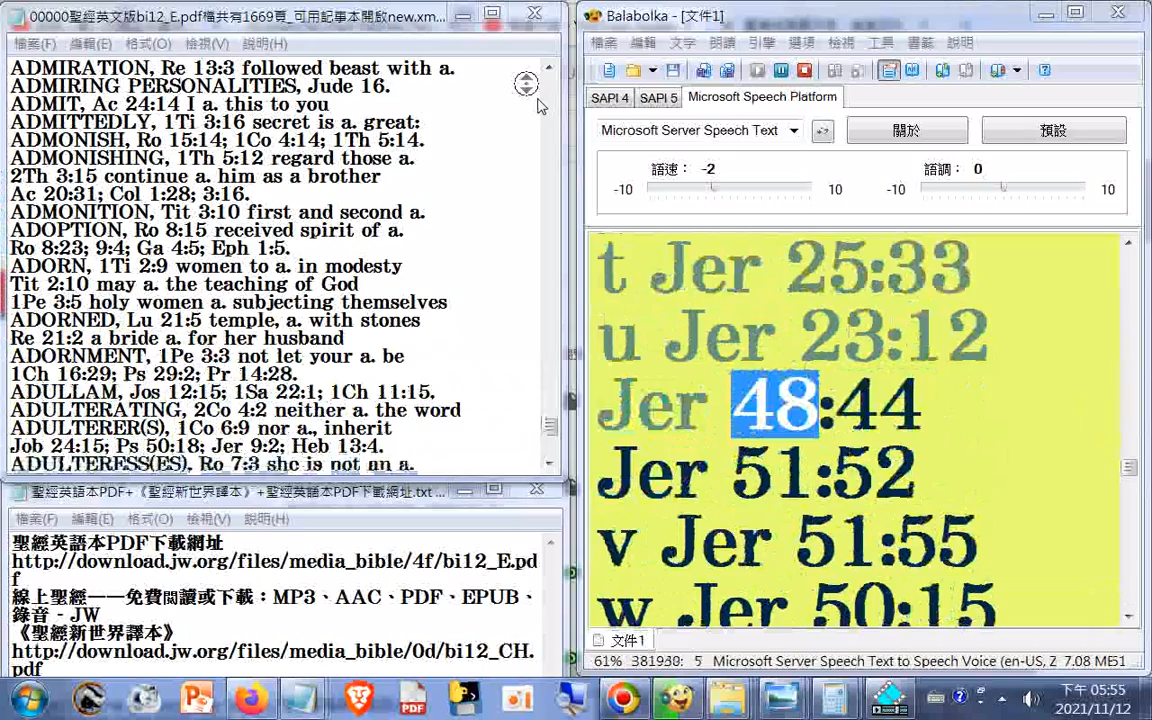 00000聖經英文版bi12_E.pdf檔共有1669頁_可用記事本開啟new.xm...
檔案(F) 編輯(E) 格式(O) 檢視(V) 說明(H)
ADMIRATION, Re 13:3 followed beast with a.
ADMIRING PERSONALITIES, Jude 16.
ADMIT, Ac 24:14 I a. this to you
ADMITTEDLY, 1Ti 3:16 secret is a. great:
ADMONISH, Ro 15:14; 1Co 4:14; 1Th 5:14.
ADMONISHING, 1Th 5:12 regard those a.
2Th 3:15 continue a. him as a brother
Ac 20:31; Col 1:28; 3:16.
ADMONITION, Tit 3:10 first and second a.
ADOPTION, Ro 8:15 received spirit of a.
Ro 8:23; 9:4; Ga 4:5; Eph 1:5.
ADORN, 1Ti 2:9 women to a. in modesty
Tit 2:10 may a. the teaching of God
1Pe 3:5 holy women a. subjecting themselves
ADORNED, Lu 21:5 temple, a. with stones
Re 21:2 a bride a. for her husband
ADORNMENT, 1Pe 3:3 not let your a. be
1Ch 16:29; Ps 29:2; Pr 14:28.
ADULLAM, Jos 12:15; 1Sa 22:1; 1Ch 11:15.
ADULTERATING, 2Co 4:2 neither a. the word
ADULTERER(S), 1Co 6:9 nor a., inherit
Job 24:15; Ps 50:18; Jer 9:2; Heb 13:4.
ADULTERESS(ES), Ro 7:3 she is not an a.
聖經英語本PDF+《聖經新世界譯本》+聖經英語本PDF下載網址.txt ...
檔案(F) 編輯(E) 格式(O) 檢視(V) 說明(H)
聖經英語本PDF下載網址
http://download.jw.org/files/media_bible/4f/bi12_E.pd
f
線上聖經——免費閱讀或下載：MP3、AAC、PDF、EPUB、
錄音 - JW
《聖經新世界譯本》
http://download.jw.org/files/media_bible/0d/bi12_CH.
pdf
Balabolka - [文件1]
檔案 編輯 文字 朗讀 引擎 選項 檢視 工具 書籤 說明
SAPI 4 SAPI 5 Microsoft Speech Platform
Microsoft Server Speech Text 關於 預設
語速： -2 語調： 0
-10 10 -10 10
t Jer 25:33
u Jer 23:12
Jer 48:44
Jer 51:52
v Jer 51:55
w Jer 50:15
文件1
61% 381938: 5 Microsoft Server Speech Text to Speech Voice (en-US, Z 7.08 ME51
PDF
下午 05:55
2021/11/12